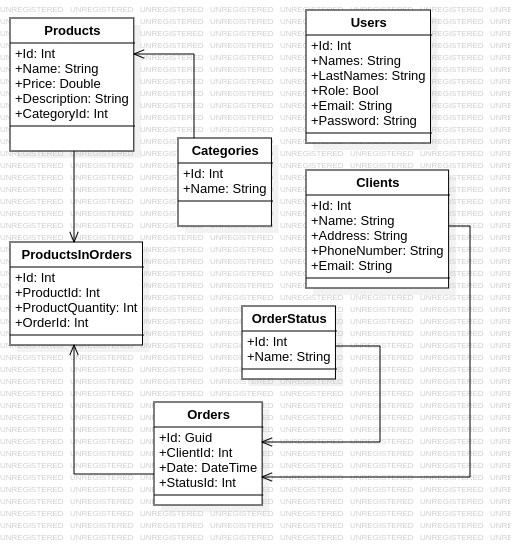 Products
+Id: Int
+Name: String
+Price: Double
+Description: String
+CategoryId: Int
Users
+Id: Int
+Names: String
+LastNames: String
+Role: Bool
+Email: String
+Password: String
Categories
+Id: Int
+Name: String
Clients
+Id: Int
+Name: String
+Address: String
+PhoneNumber: String
+Email: String
ProductsInOrders
+Id: Int
+ProductId: Int
+ProductQuantity: Int
+OrderId: Int
OrderStatus
+Id: Int
+Name: String
Orders
+Id: Guid
+ClientId: Int
+Date: DateTime
+StatusId: Int
UNREGISTERED